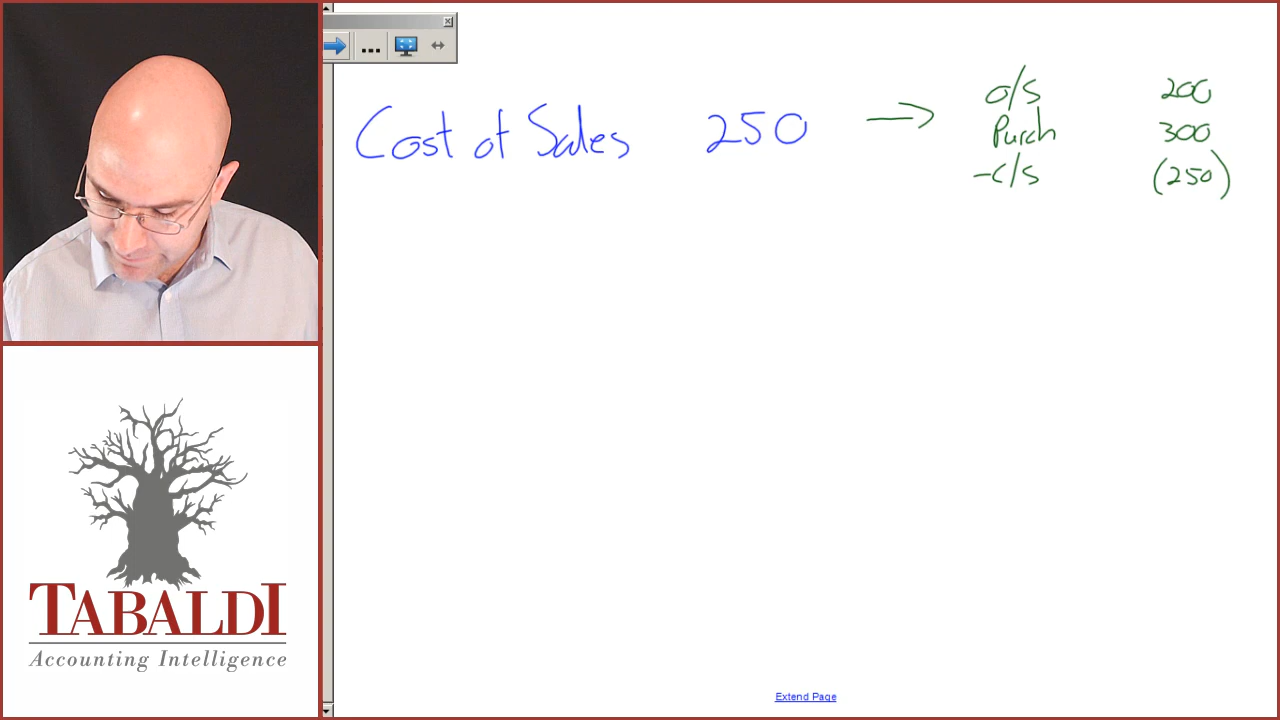 ...
Cost of Sales 250
o/s 200
Purch 300
-c/s (250)
TABALDI
Accounting Intelligence
Extend Page